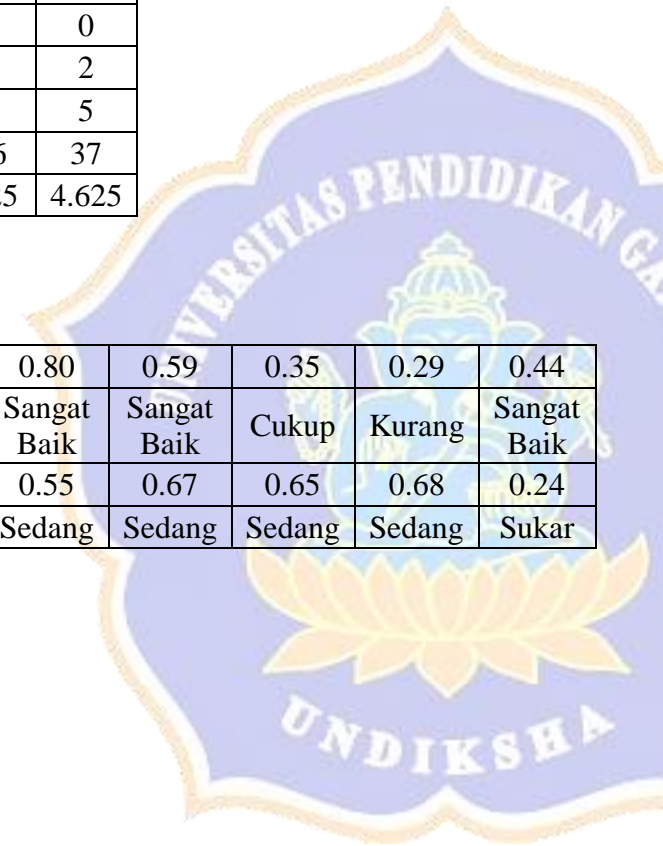 0
2
5
37
4.625
UNIVERSITAS PENDIDIKAN GA
0.80 0.59 0.35 0.29 0.44
Sangat Baik Sangat Baik Cukup Kurang Sangat Baik
0.55 0.67 0.65 0.68 0.24
Sedang Sedang Sedang Sedang Sukar
UNDIKSHA